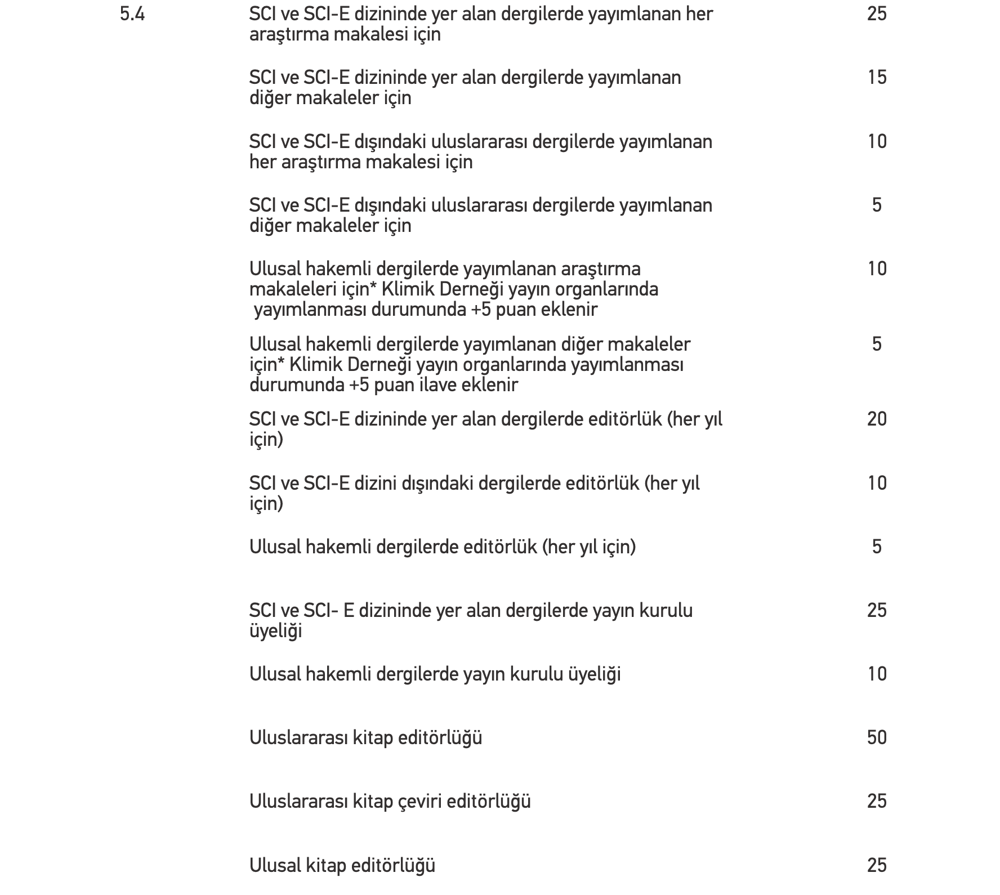 5.4 SCI ve SCI-E dizininde yer alan dergilerde yayımlanan her 25
araştırma makalesi için
SCI ve SCI-E dizininde yer alan dergilerde yayımlanan 15
diğer makaleler için
SCI ve SCI-E dışındaki uluslararası dergilerde yayımlanan 10
her araştırma makalesi için
SCI ve SCI-E dışındaki uluslararası dergilerde yayımlanan 5
diğer makaleler için
Ulusal hakemli dergilerde yayımlanan araştırma 10
makaleleri için* Klimik Derneği yayın organlarında
yayımlanması durumunda +5 puan eklenir
Ulusal hakemli dergilerde yayımlanan diğer makaleler 5
için* Klimik Derneği yayın organlarında yayımlanması
durumunda +5 puan ilave eklenir
SCI ve SCI-E dizininde yer alan dergilerde editörlük (her yıl 20
için)
SCI ve SCI-E dizini dışındaki dergilerde editörlük (her yıl 10
için)
Ulusal hakemli dergilerde editörlük (her yıl için) 5
SCI ve SCI- E dizininde yer alan dergilerde yayın kurulu 25
üyeliği
Ulusal hakemli dergilerde yayın kurulu üyeliği 10
Uluslararası kitap editörlüğü 50
Uluslararası kitap çeviri editörlüğü 25
Ulusal kitap editörlüğü 25